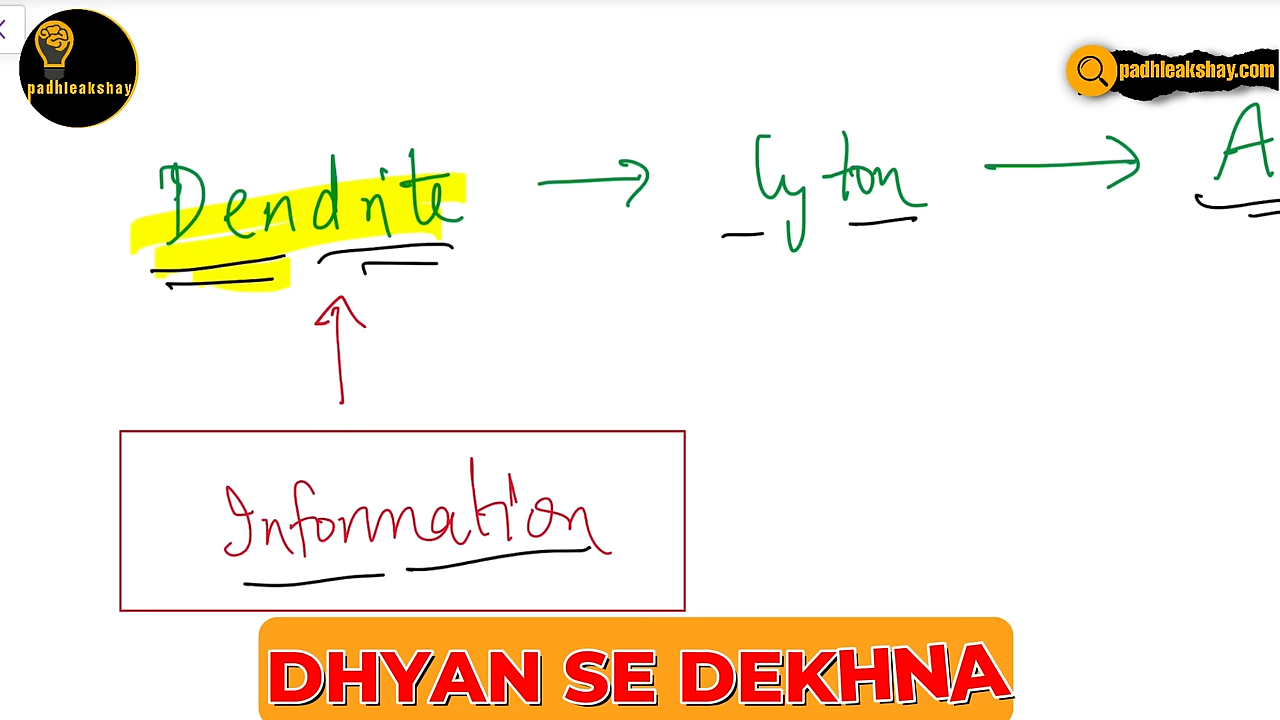 padhleakshay
padhleakshay.com
Dendrite → Cyton → A
Information
DHYAN SE DEKHNA